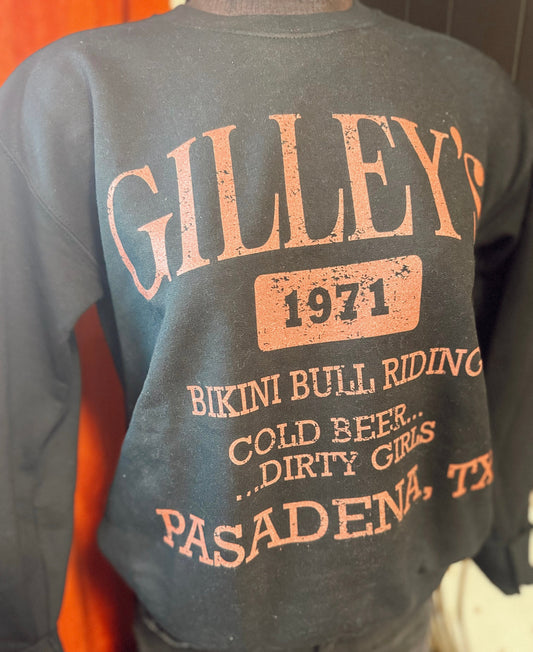 GILLEY'S
1971
BIKINI BULL RIDING
COLD BEER...
...DIRTY GIRLS
PASADENA, TX